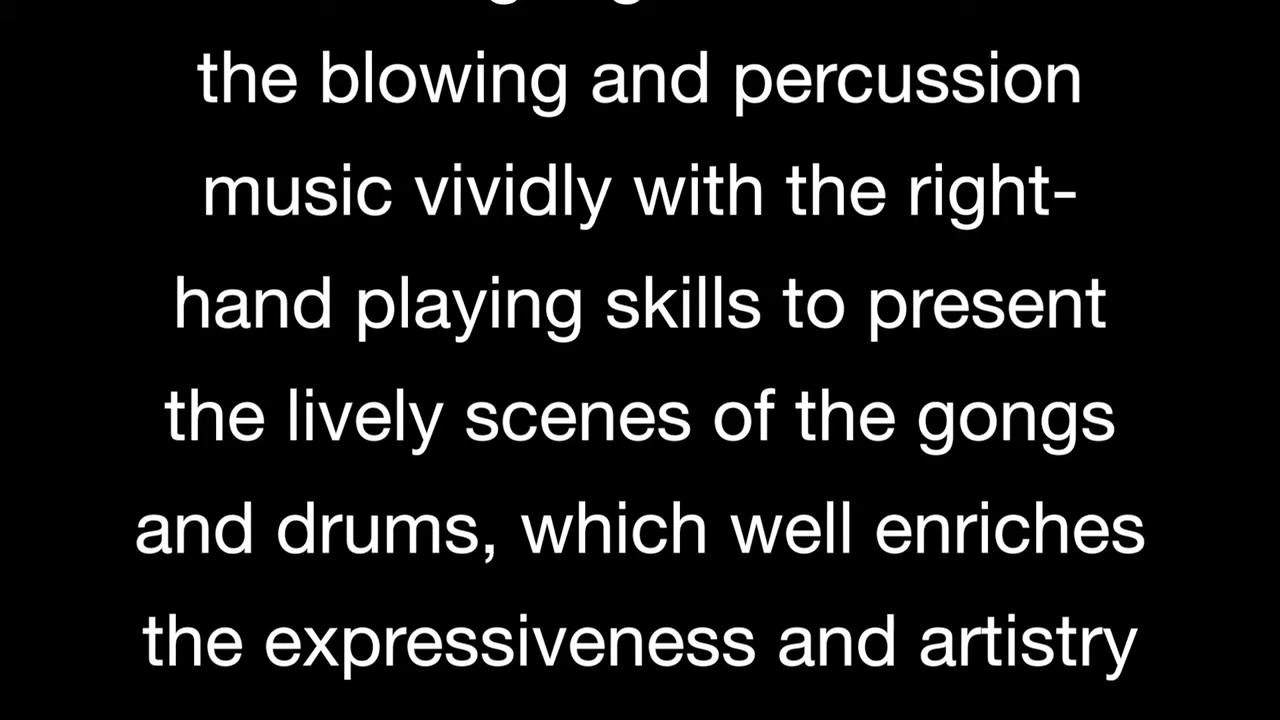 the blowing and percussion
music vividly with the right-
hand playing skills to present
the lively scenes of the gongs
and drums, which well enriches
the expressiveness and artistry